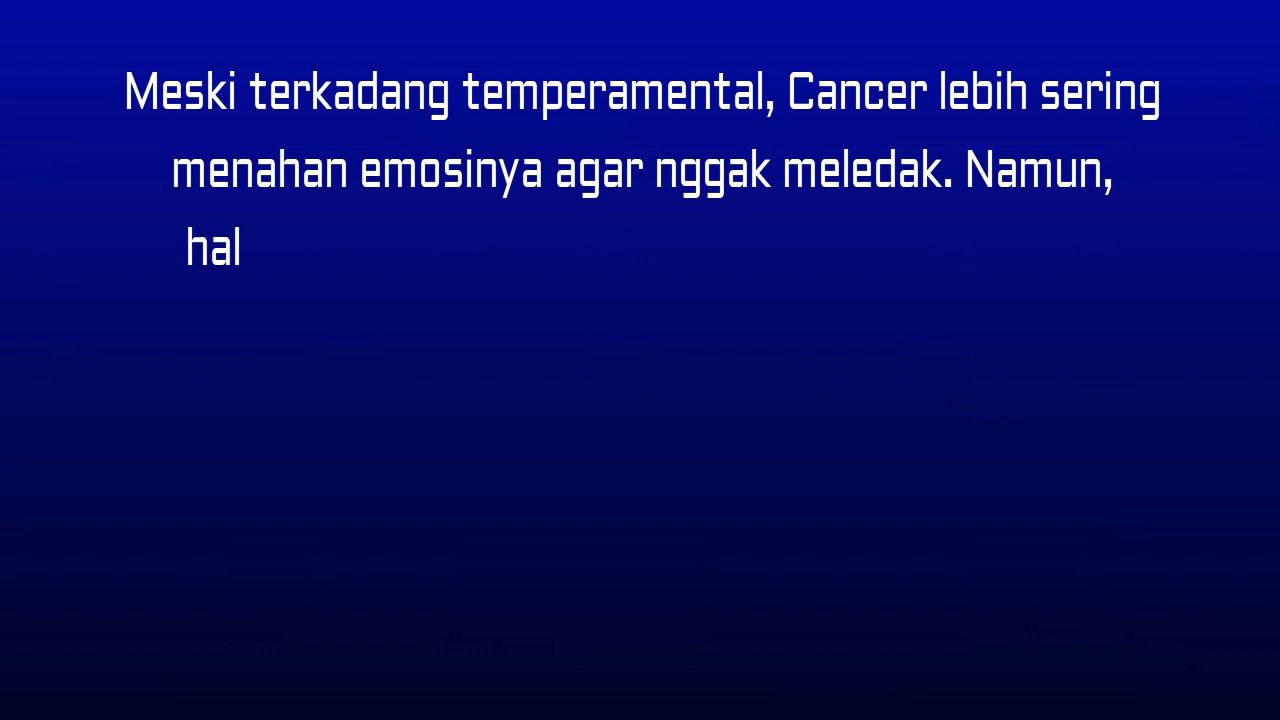 Meski terkadang temperamental, Cancer lebih sering
menahan emosinya agar nggak meledak. Namun,
hal